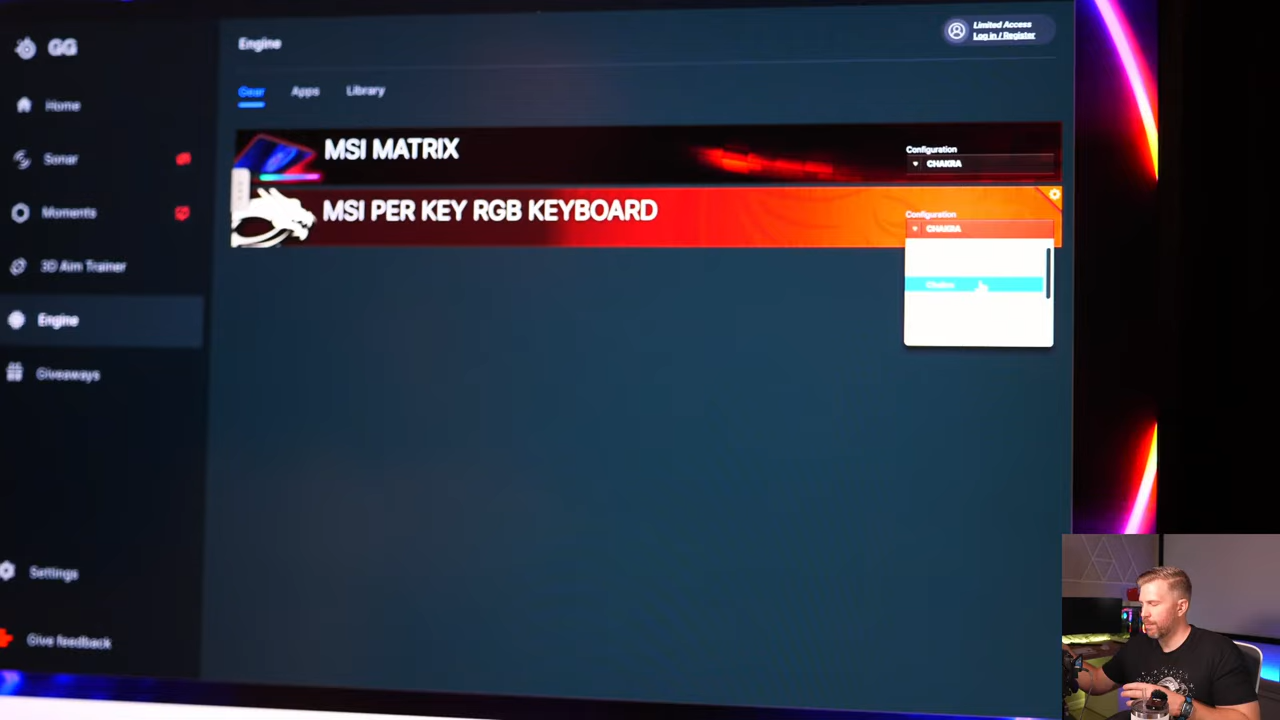 GG
Home
Sonar
Moments
3D Aim Trainer
Engine
Giveaways
Settings
Give feedback
Engine
Limited Access
Log in / Register
Gear
Apps
Library
MSI MATRIX
Configuration
CHAKRA
MSI PER KEY RGB KEYBOARD
Configuration
CHAKRA
Chakra